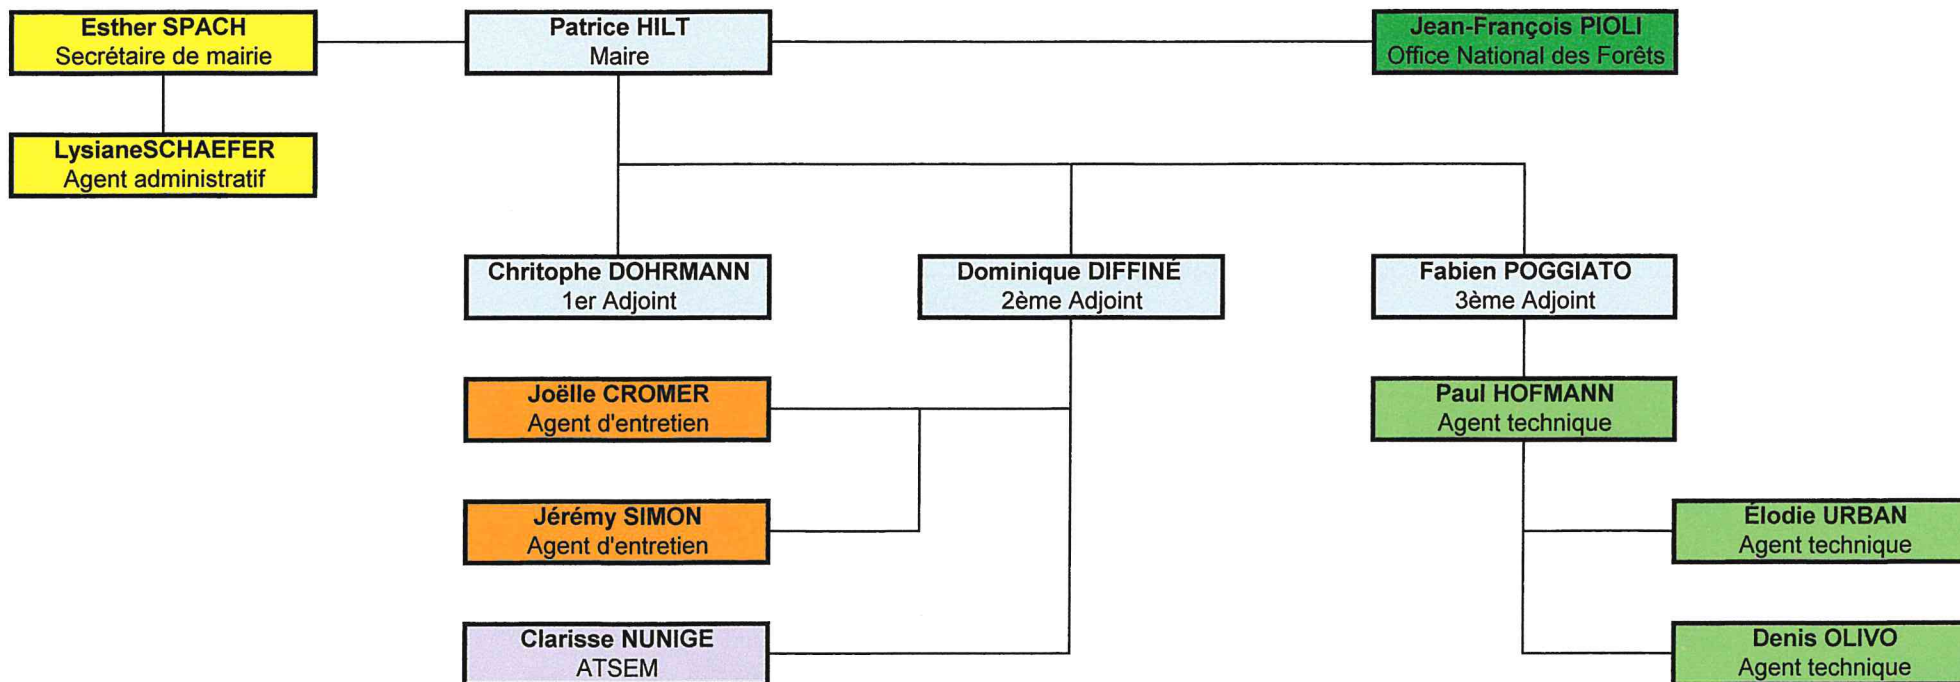 Esther SPACH
Secrétaire de mairie
Patrice HILT
Maire
Jean-François PIOLI
Office National des Forêts
LysianeSCHAEFER
Agent administratif
Chritophe DOHRMANN
1er Adjoint
Dominique DIFFINÉ
2ème Adjoint
Fabien POGGIATO
3ème Adjoint
Joëlle CROMER
Agent d'entretien
Paul HOFMANN
Agent technique
Jérémy SIMON
Agent d'entretien
Élodie URBAN
Agent technique
Clarisse NUNIGE
ATSEM
Denis OLIVO
Agent technique